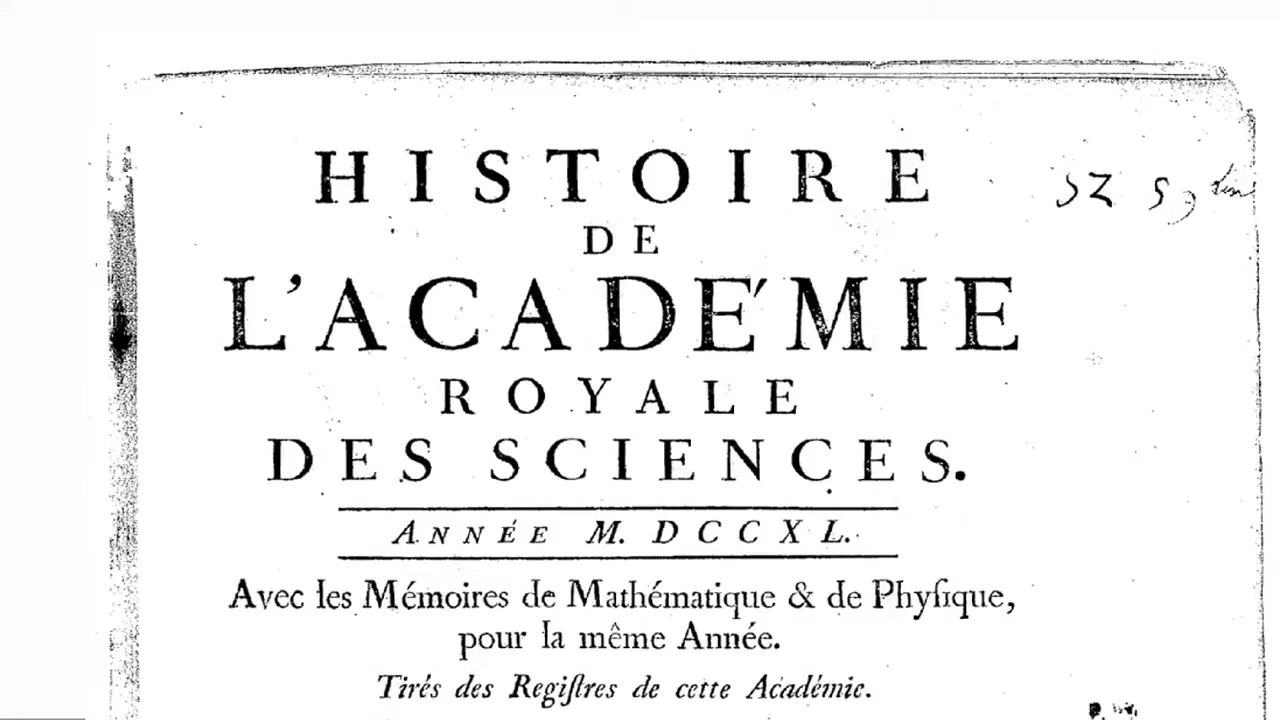 HISTOIRE
DE
L'ACADÉMIE
ROYALE
DES SCIENCES.
ANNÉE M. DCCXL.
Avec les Mémoires de Mathématique & de Phyſique,
pour la même Année.
Tirés des Regiſtres de cette Académie.